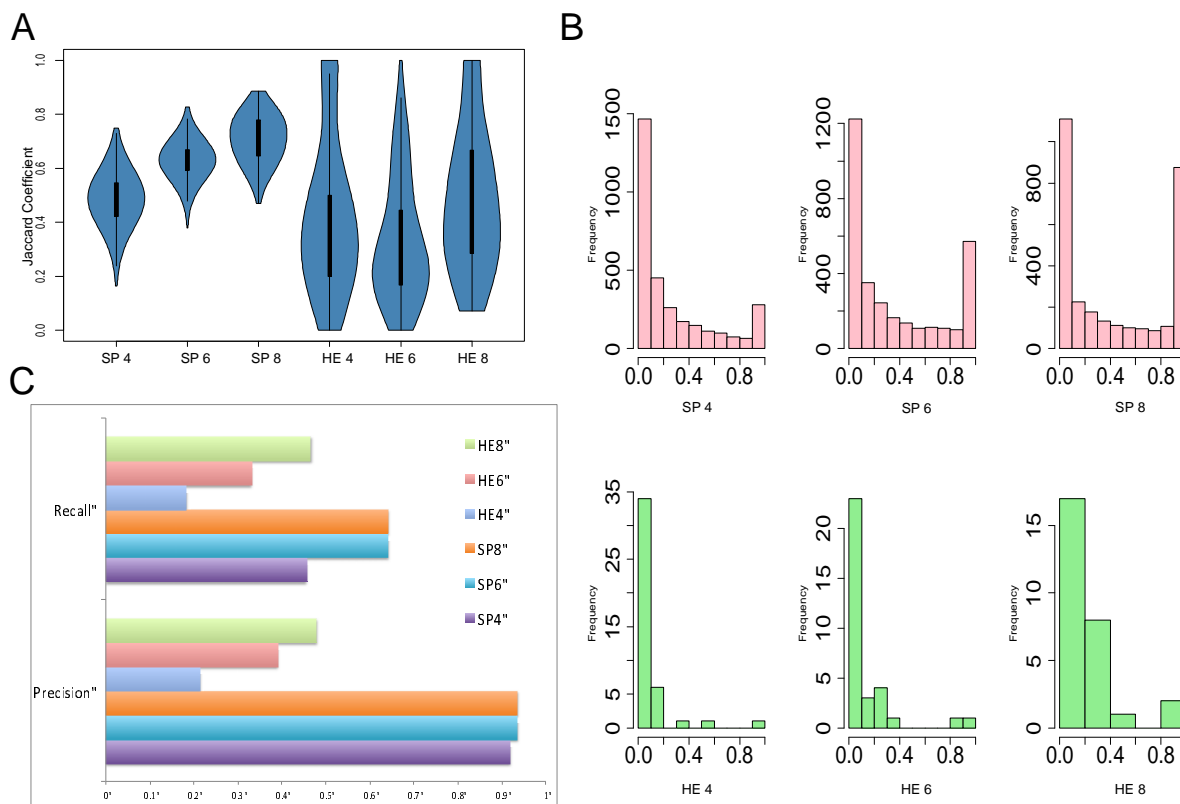 A
Jaccard Coefficient
1.0
0.8
0.6
0.4
0.2
0.0
SP 4 SP 6 SP 8 HE 4 HE 6 HE 8
B
Frequency
1500
1000
500
0
0.0 0.4 0.8
SP 4
Frequency
1200
800
400
0
0.0 0.4 0.8
SP 6
Frequency
800
400
0
0.0 0.4 0.8
SP 8
Frequency
35
25
15
5
0
0.0 0.4 0.8
HE 4
Frequency
20
15
10
5
0
0.0 0.4 0.8
HE 6
Frequency
15
10
5
0
0.0 0.4 0.8
HE 8
C
Recall"
Precision"
HE8"
HE6"
HE4"
SP8"
SP6"
SP4"
0" 0.1" 0.2" 0.3" 0.4" 0.5" 0.6" 0.7" 0.8" 0.9" 1"